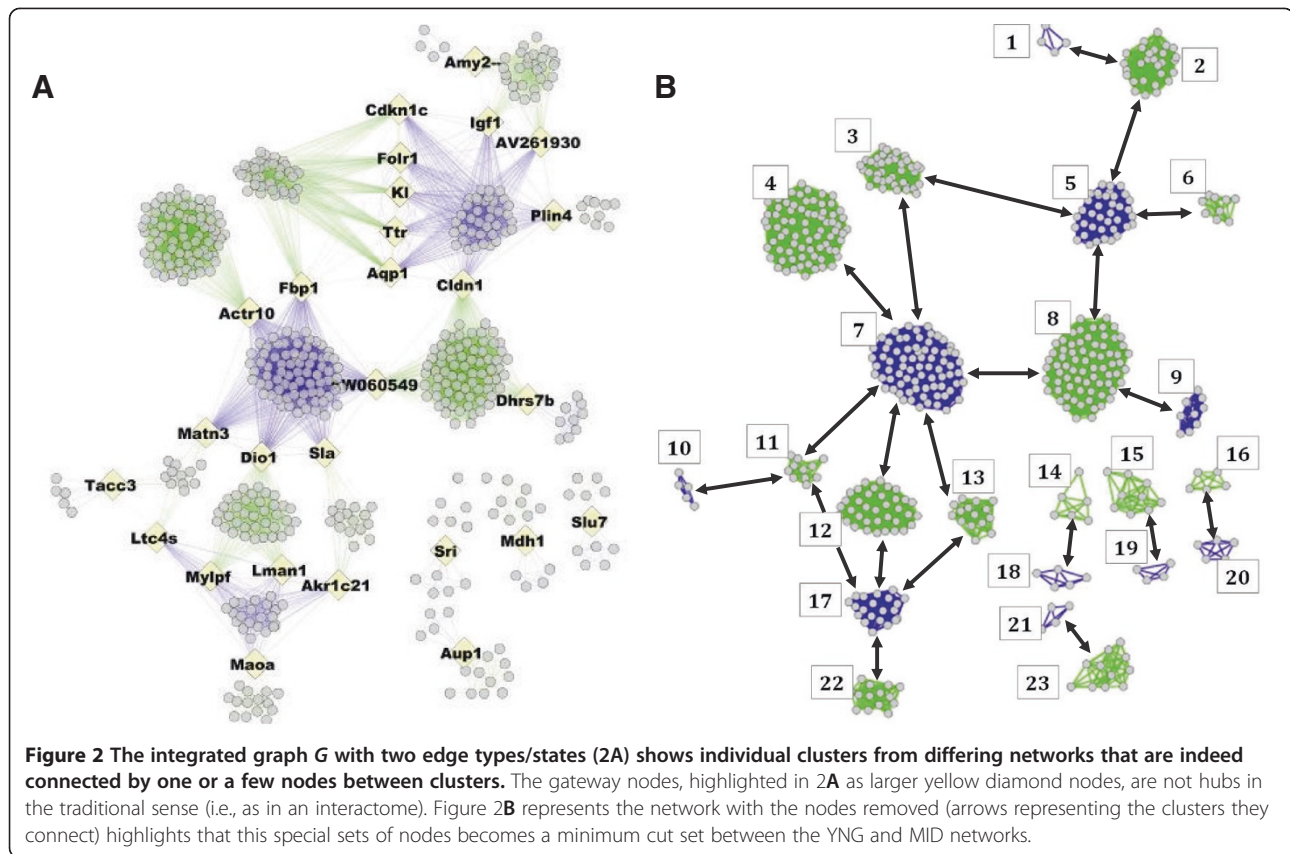 A
Amy2--
Cdkn1c
Igf1
AV261930
Folr1
Kl
Plin4
Ttr
Aqp1
Fbp1
Cldn1
Actr10
W060549
Dhrs7b
Matn3
Dio1
Sla
Tacc3
Ltc4s
Slu7
Sri
Mdh1
Mylpf
Lman1
Akr1c21
Aup1
Maoa
B
1
2
3
4
5
6
7
8
9
10
11
12
13
14
15
16
17
18
19
20
21
22
23
Figure 2 The integrated graph G with two edge types/states (2A) shows individual clusters from differing networks that are indeed
connected by one or a few nodes between clusters. The gateway nodes, highlighted in 2A as larger yellow diamond nodes, are not hubs in
the traditional sense (i.e., as in an interactome). Figure 2B represents the network with the nodes removed (arrows representing the clusters they
connect) highlights that this special sets of nodes becomes a minimum cut set between the YNG and MID networks.